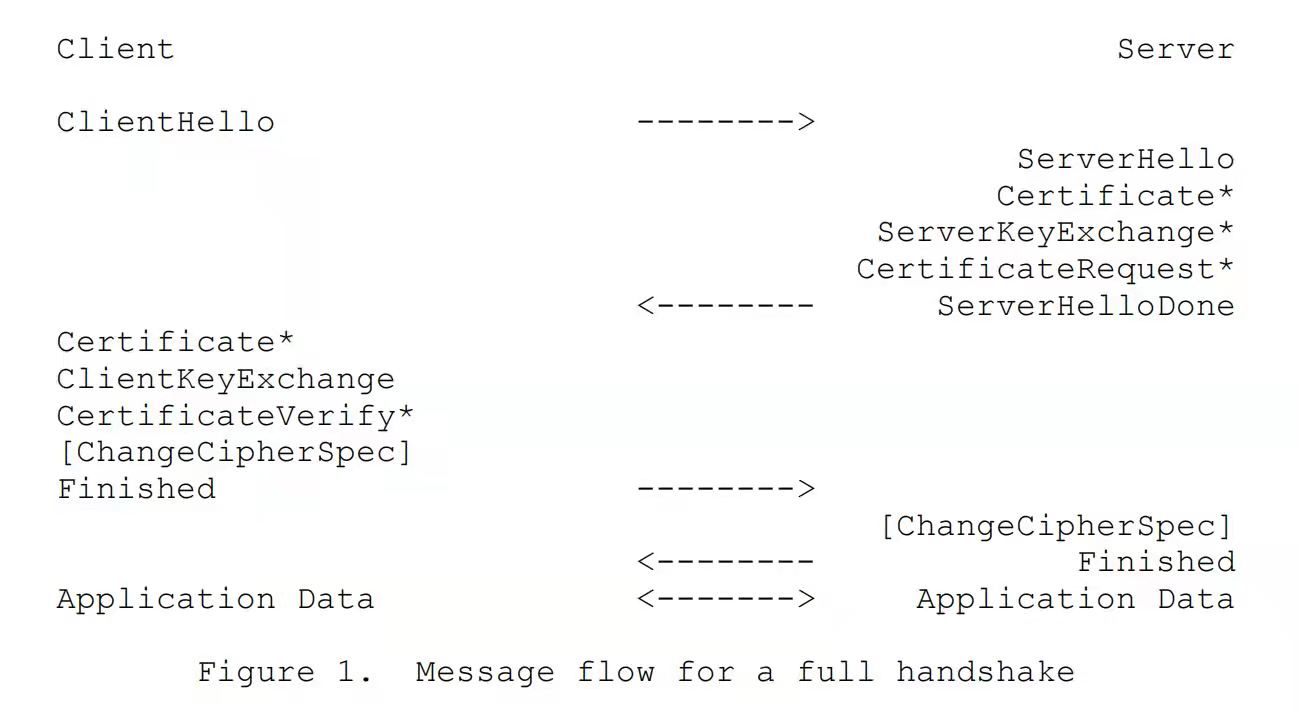 Client Server
ClientHello -------->
ServerHello
Certificate*
ServerKeyExchange*
CertificateRequest*
<-------- ServerHelloDone
Certificate*
ClientKeyExchange
CertificateVerify*
[ChangeCipherSpec]
Finished -------->
[ChangeCipherSpec]
<-------- Finished
Application Data <-------> Application Data
Figure 1. Message flow for a full handshake